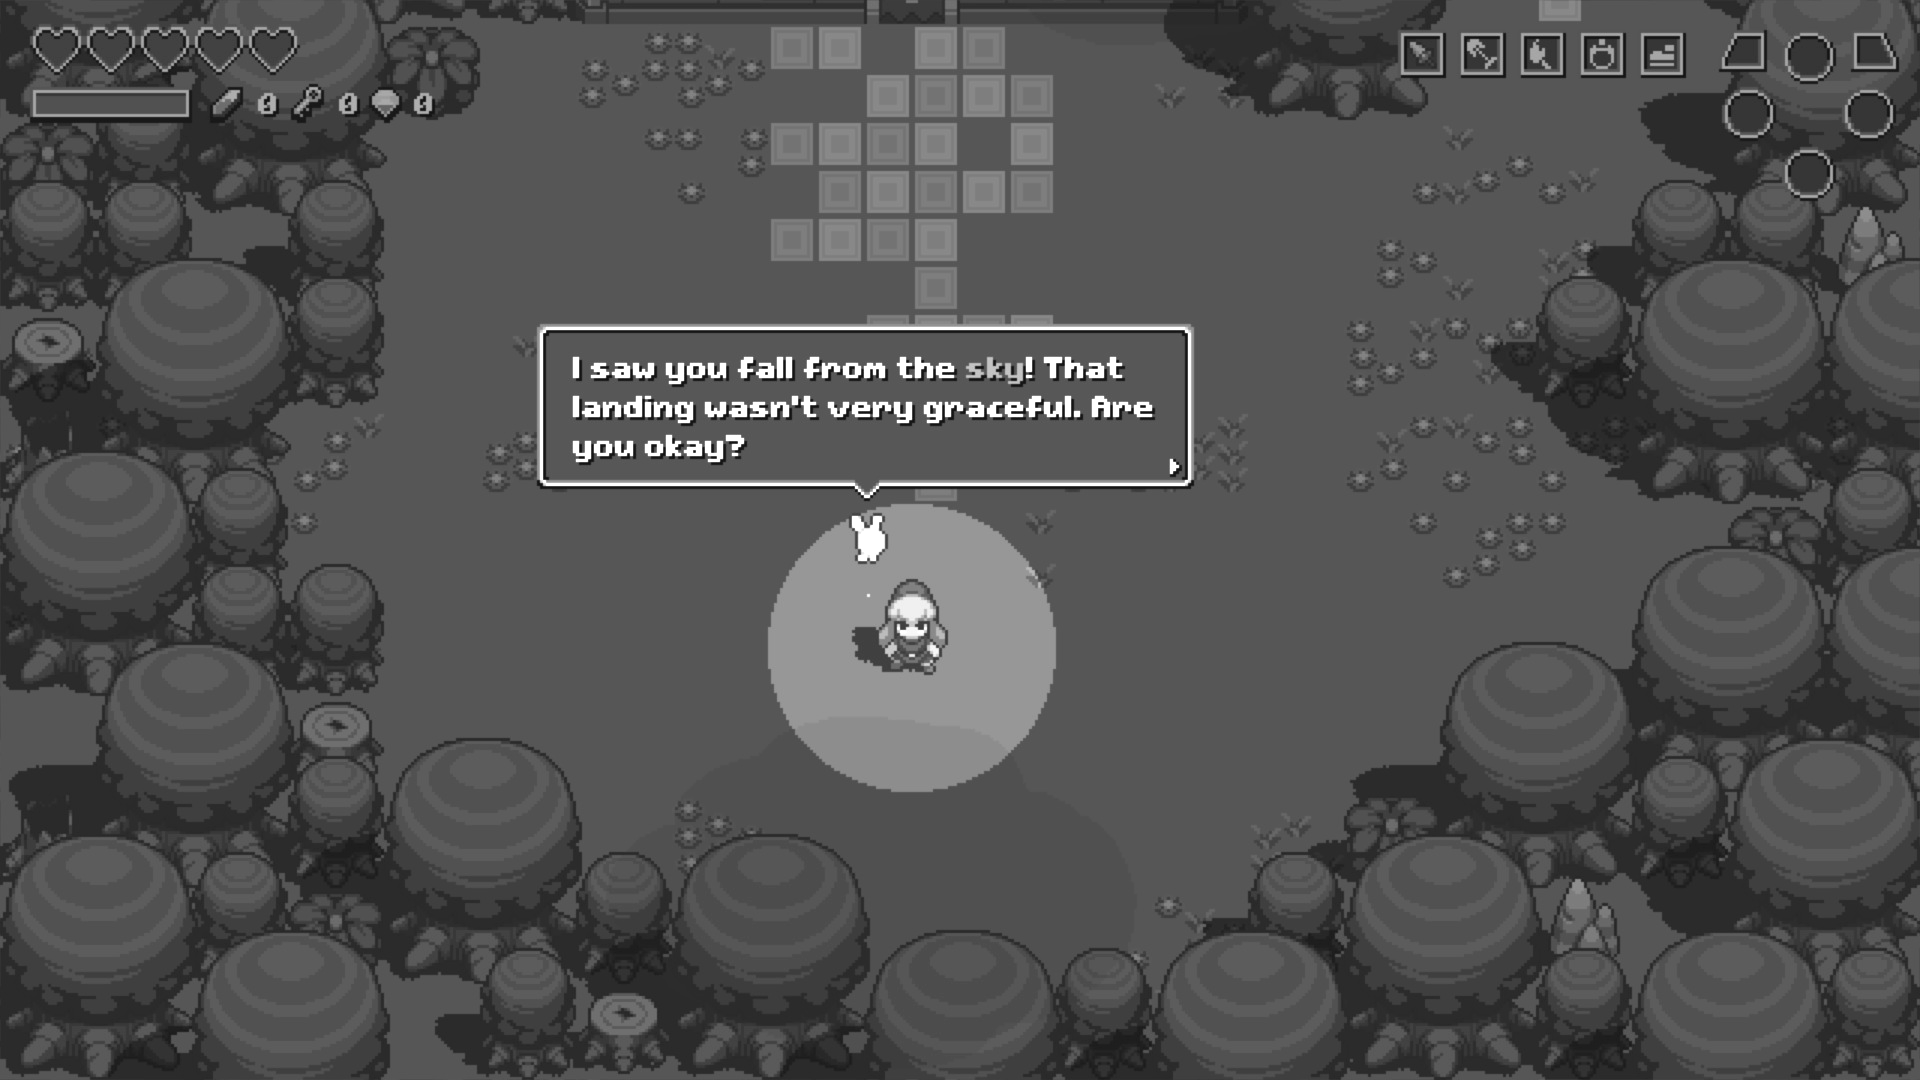 0 0 0
I saw you fall from the sky! That
landing wasn't very graceful. Are
you okay?